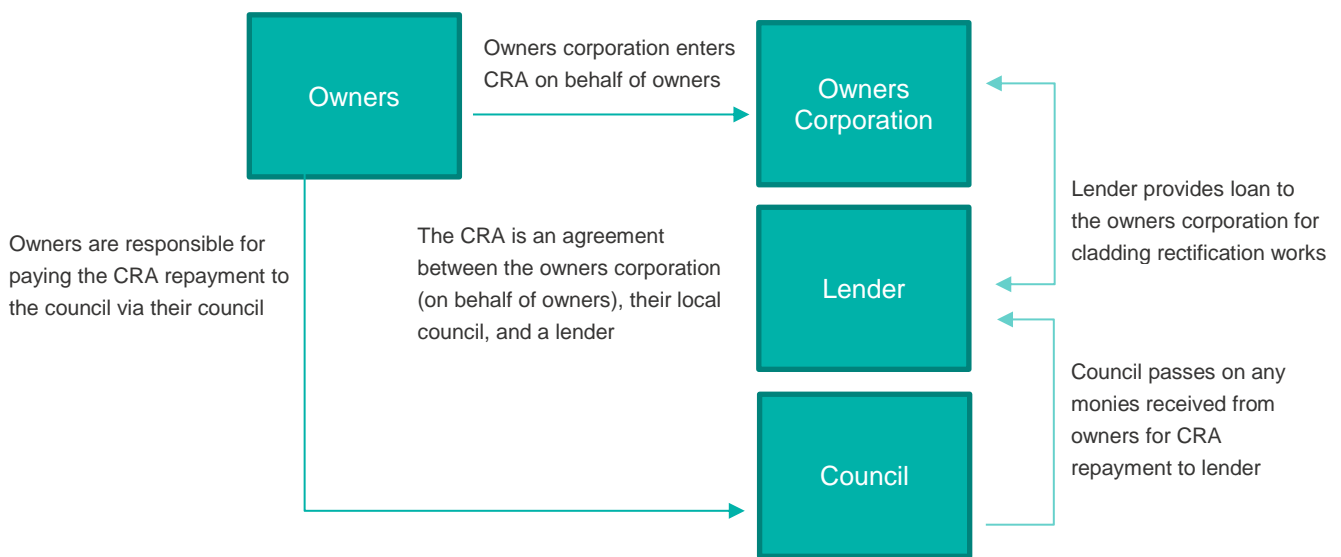 Owners
Owners corporation enters
CRA on behalf of owners
Owners
Corporation
Owners are responsible for
paying the CRA repayment to
the council via their council
The CRA is an agreement
between the owners corporation
(on behalf of owners), their local
council, and a lender
Lender
Lender provides loan to
the owners corporation for
cladding rectification works
Council
Council passes on any
monies received from
owners for CRA
repayment to lender